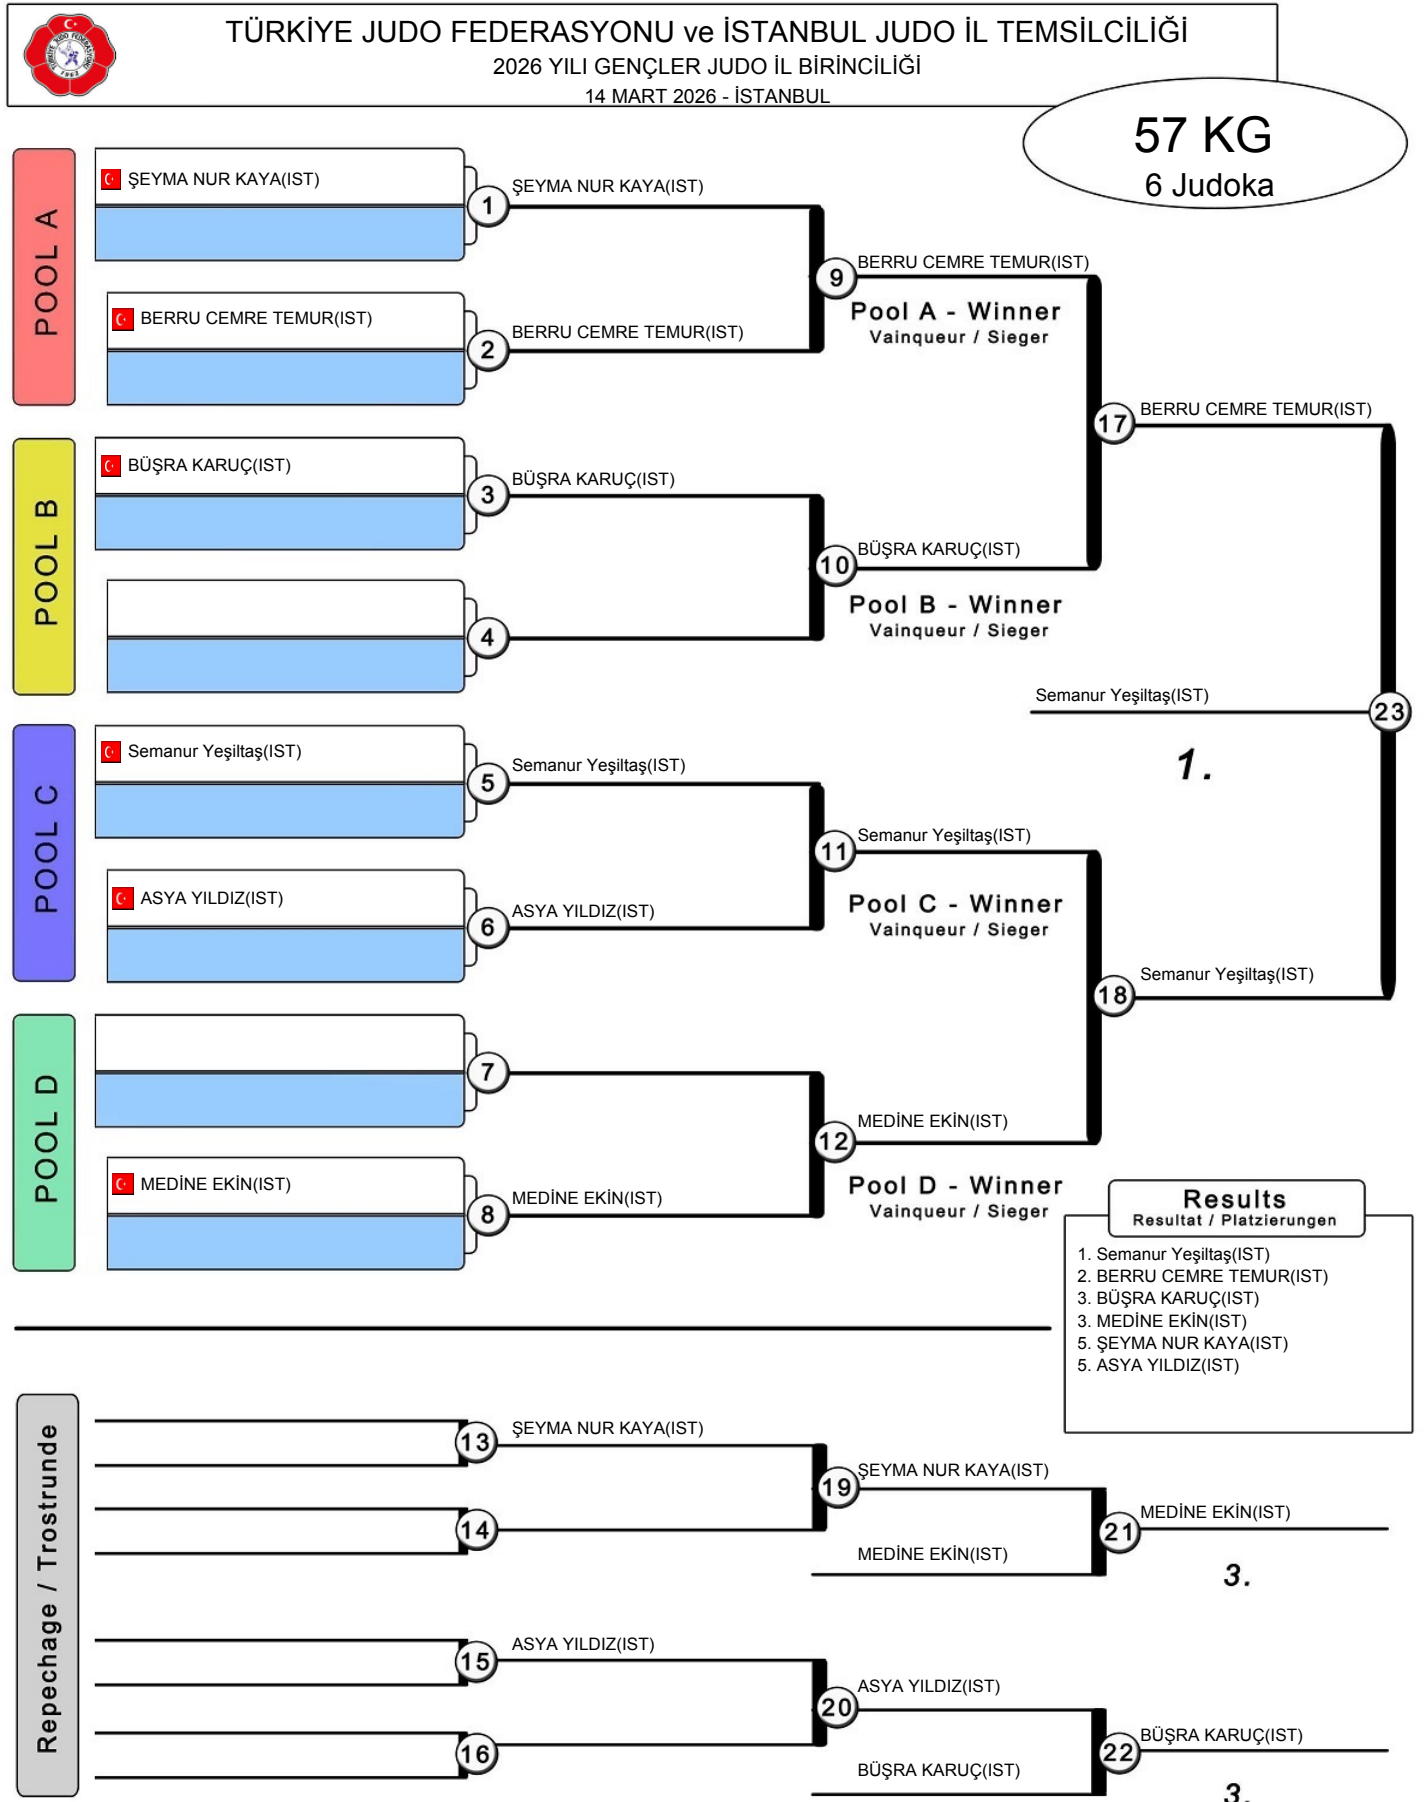 TÜRKİYE JUDO FEDERASYONU ve İSTANBUL JUDO İL TEMSİLCİLİĞİ
2026 YILI GENÇLER JUDO İL BİRİNCİLİĞİ
14 MART 2026 - İSTANBUL
57 KG
6 Judoka
POOL A
ŞEYMA NUR KAYA(IST)
1
ŞEYMA NUR KAYA(IST)
BERRU CEMRE TEMUR(IST)
2
BERRU CEMRE TEMUR(IST)
9
BERRU CEMRE TEMUR(IST)
Pool A - Winner
Vainqueur / Sieger
17
BERRU CEMRE TEMUR(IST)
POOL B
BÜŞRA KARUÇ(IST)
3
BÜŞRA KARUÇ(IST)
4
10
BÜŞRA KARUÇ(IST)
Pool B - Winner
Vainqueur / Sieger
Semanur Yeşiltaş(IST)
23
1.
POOL C
Semanur Yeşiltaş(IST)
5
Semanur Yeşiltaş(IST)
ASYA YILDIZ(IST)
6
ASYA YILDIZ(IST)
11
Semanur Yeşiltaş(IST)
Pool C - Winner
Vainqueur / Sieger
18
Semanur Yeşiltaş(IST)
POOL D
7
MEDİNE EKİN(IST)
8
MEDİNE EKİN(IST)
12
MEDİNE EKİN(IST)
Pool D - Winner
Vainqueur / Sieger
Results
Resultat / Platzierungen
1. Semanur Yeşiltaş(IST)
2. BERRU CEMRE TEMUR(IST)
3. BÜŞRA KARUÇ(IST)
3. MEDİNE EKİN(IST)
5. ŞEYMA NUR KAYA(IST)
5. ASYA YILDIZ(IST)
Repechage / Trostrunde
13
ŞEYMA NUR KAYA(IST)
14
19
ŞEYMA NUR KAYA(IST)
MEDİNE EKİN(IST)
21
MEDİNE EKİN(IST)
3.
15
ASYA YILDIZ(IST)
16
20
ASYA YILDIZ(IST)
BÜŞRA KARUÇ(IST)
22
BÜŞRA KARUÇ(IST)
3.